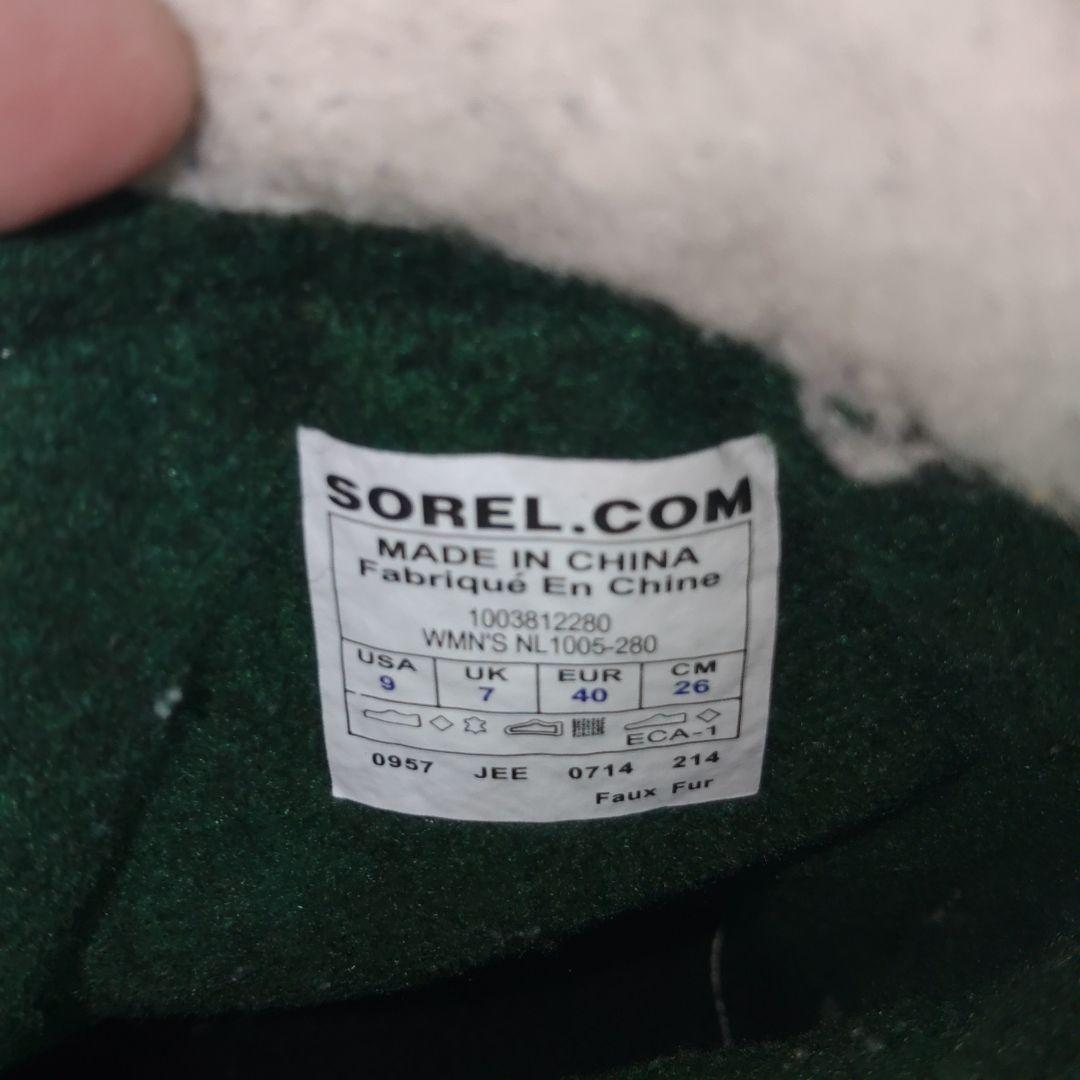 SOREL.COM
MADE IN CHINA
Fabriqué En Chine
1003812280
WMN'S NL1005-280
USA UK EUR CM
9 7 40 26
ECA-1
0957 JEE 0714 214
Faux Fur